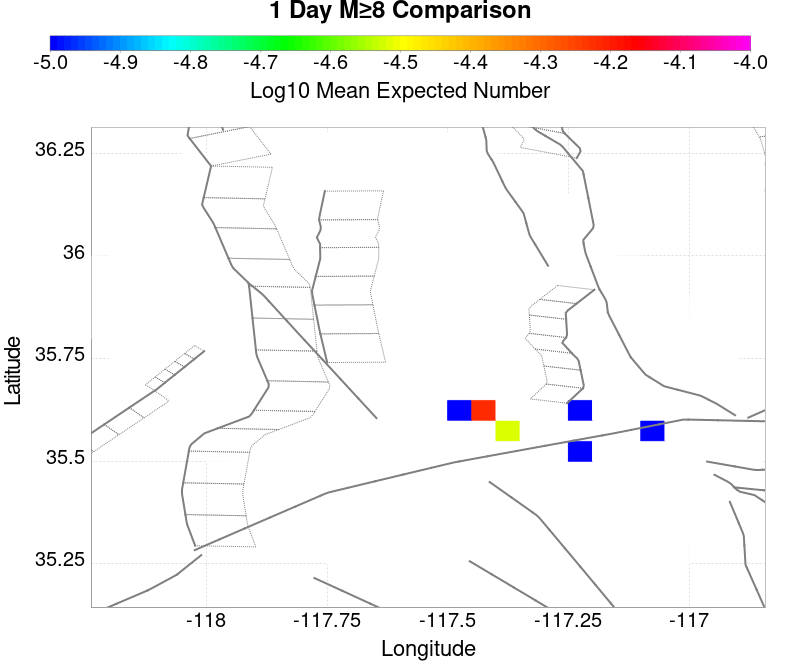 1 Day M≥8 Comparison
-5.0 -4.9 -4.8 -4.7 -4.6 -4.5 -4.4 -4.3 -4.2 -4.1 -4.0
Log10 Mean Expected Number
36.25
36
35.75
35.5
35.25
Latitude
-118 -117.75 -117.5 -117.25 -117
Longitude